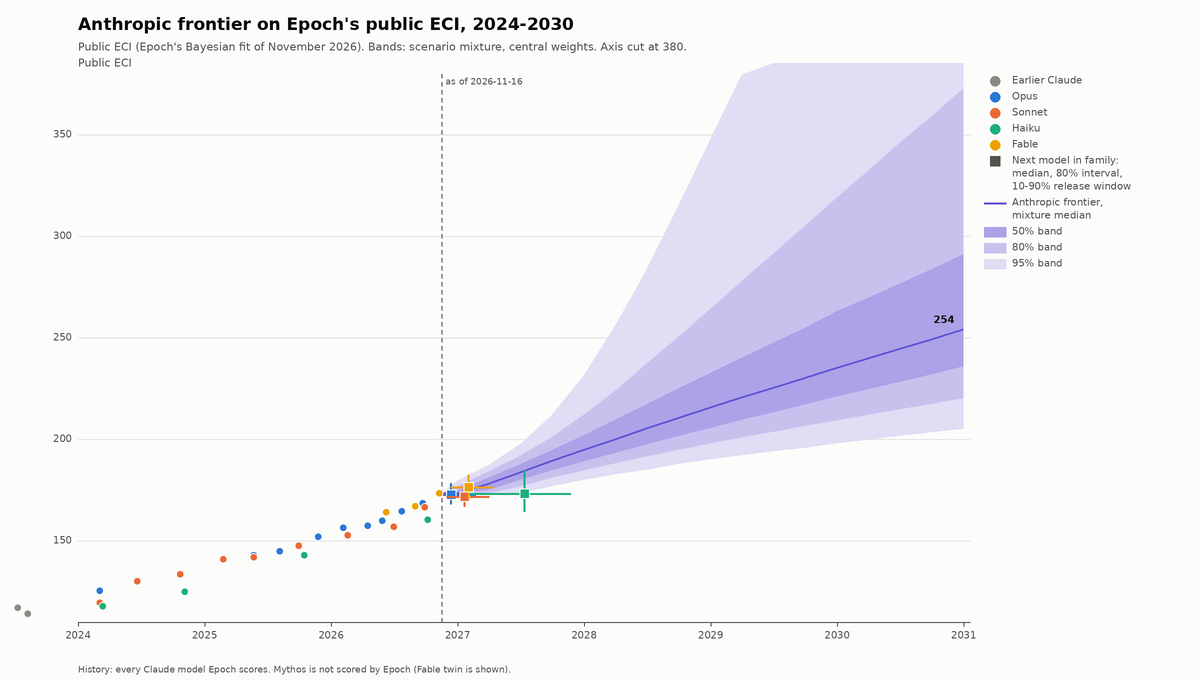 Anthropic frontier on Epoch's public ECI, 2024-2030
Public ECI (Epoch's Bayesian fit of November 2026). Bands: scenario mixture, central weights. Axis cut at 380.
Public ECI
as of 2026-11-16
350
300
250
200
150
254
2024
2025
2026
2027
2028
2029
2030
2031
Earlier Claude
Opus
Sonnet
Haiku
Fable
Next model in family:
median, 80% interval,
10-90% release window
Anthropic frontier,
mixture median
50% band
80% band
95% band
History: every Claude model Epoch scores. Mythos is not scored by Epoch (Fable twin is shown).